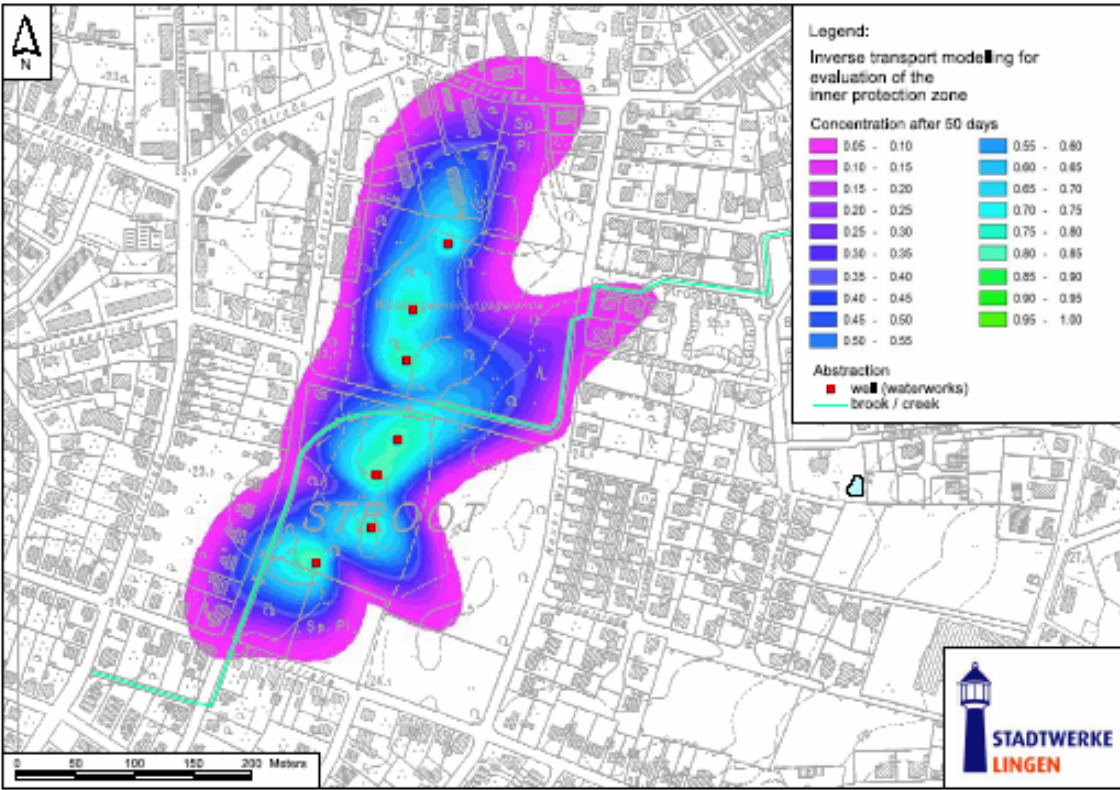 N
Legend:
Inverse transport modelling for
evaluation of the
inner protection zone
Concentration after 50 days
0.05 - 0.10
0.10 - 0.15
0.15 - 0.20
0.20 - 0.25
0.25 - 0.30
0.30 - 0.35
0.35 - 0.40
0.40 - 0.45
0.45 - 0.50
0.50 - 0.55
0.55 - 0.60
0.60 - 0.65
0.65 - 0.70
0.70 - 0.75
0.75 - 0.80
0.80 - 0.85
0.85 - 0.90
0.90 - 0.95
0.95 - 1.00
Abstraction
well (waterworks)
brook / creek
Sp
Pl
STROOT
Sp. Pl
0 50 100 150 200 Meters
STADTWERKE
LINGEN